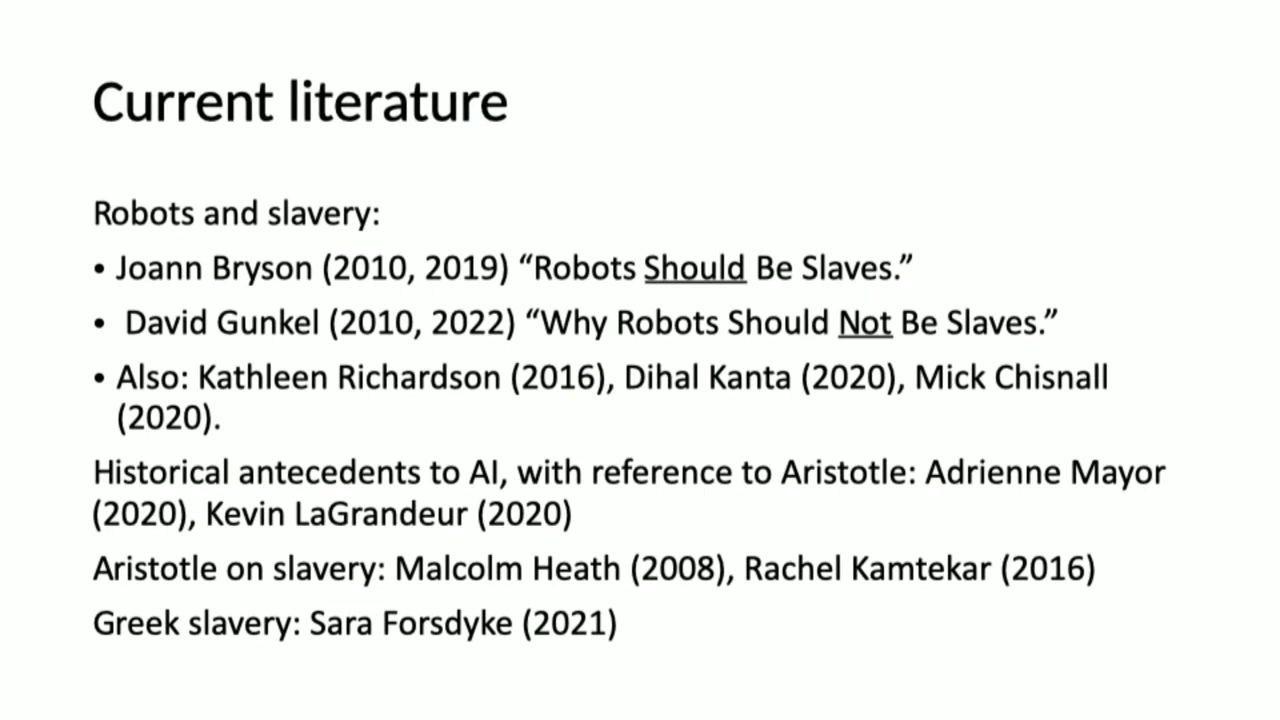 Current literature
Robots and slavery:
• Joann Bryson (2010, 2019) “Robots Should Be Slaves.”
• David Gunkel (2010, 2022) “Why Robots Should Not Be Slaves.”
• Also: Kathleen Richardson (2016), Dihal Kanta (2020), Mick Chisnall
(2020).
Historical antecedents to AI, with reference to Aristotle: Adrienne Mayor
(2020), Kevin LaGrandeur (2020)
Aristotle on slavery: Malcolm Heath (2008), Rachel Kamtekar (2016)
Greek slavery: Sara Forsdyke (2021)